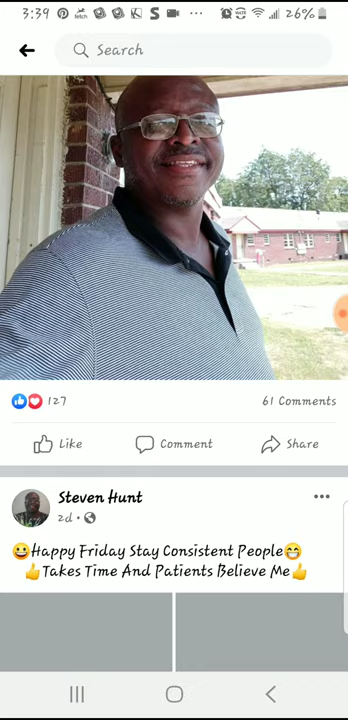 3:39
fetch
26%
Search
127
61 Comments
Like
Comment
Share
Steven Hunt
2d
😀Happy Friday Stay Consistent People😁
👍Takes Time And Patients Believe Me👍